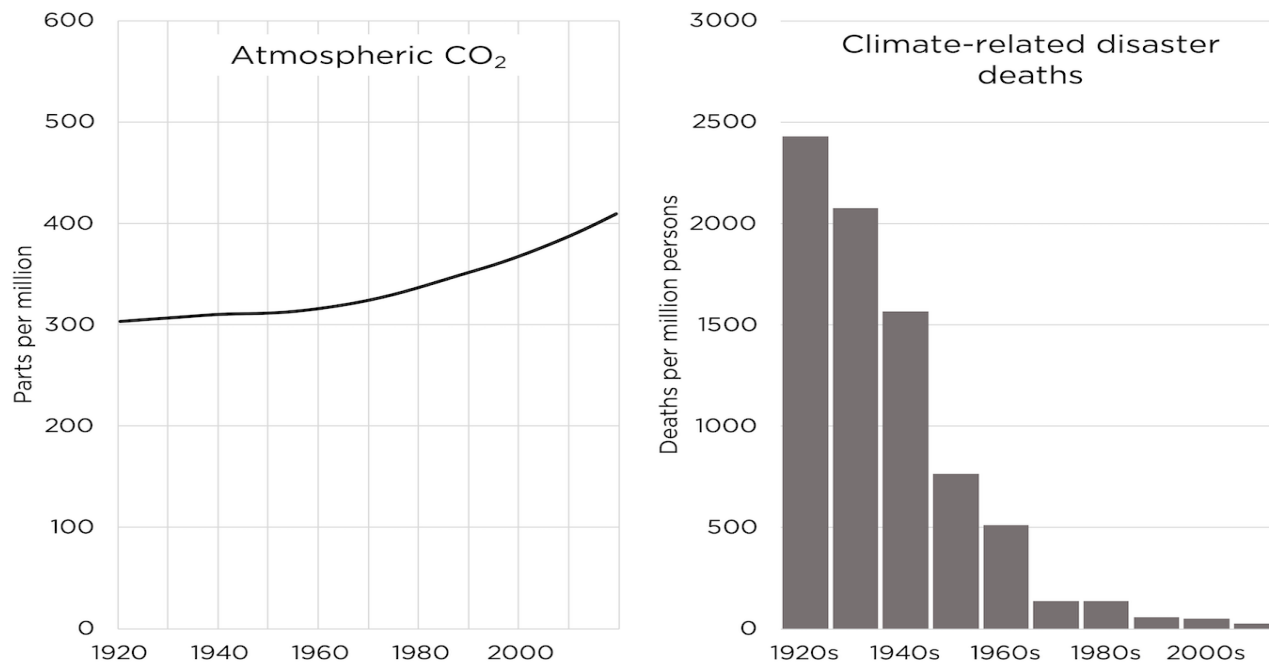 Atmospheric CO₂
Parts per million
600
500
400
300
200
100
0
1920
1940
1960
1980
2000
Climate-related disaster
deaths
Deaths per million persons
3000
2500
2000
1500
1000
500
0
1920s
1940s
1960s
1980s
2000s